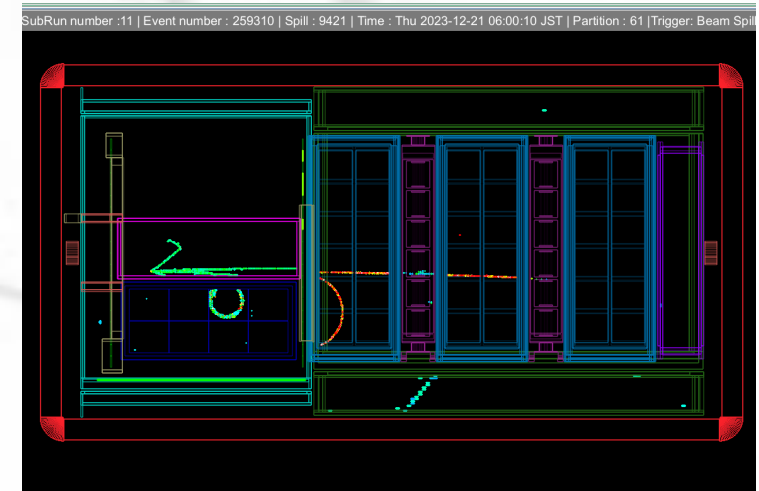 SubRun number :11 | Event number : 259310 | Spill : 9421 | Time : Thu 2023-12-21 06:00:10 JST | Partition : 61 |Trigger: Beam Spill